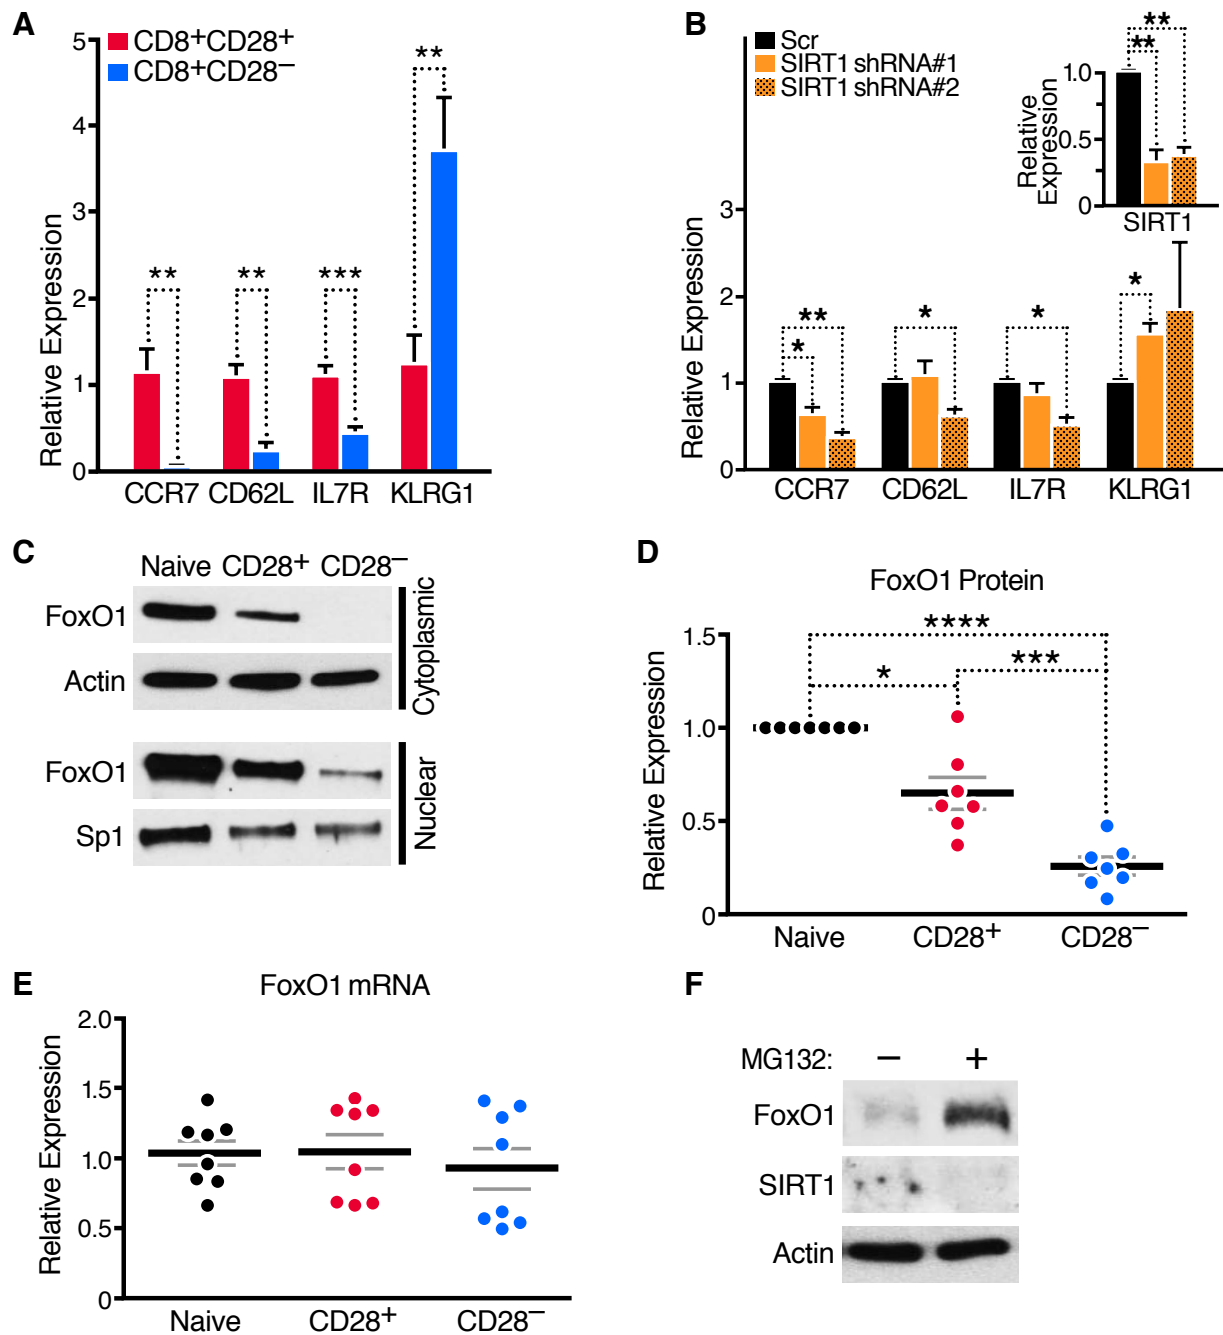 A
CD8+CD28+
CD8+CD28−
Relative Expression
5
4
3
2
1
0
**
**
***
**
CCR7 CD62L IL7R KLRG1
B
Scr
SIRT1 shRNA#1
SIRT1 shRNA#2
Relative Expression
3
2
1
0
**
*
*
*
*
CCR7 CD62L IL7R KLRG1
Relative
Expression
1.0
0.5
0
**
**
SIRT1
C
Naive CD28+ CD28−
FoxO1
Actin
Cytoplasmic
FoxO1
Sp1
Nuclear
D
FoxO1 Protein
Relative Expression
1.5
1.0
0.5
0
****
***
*
Naive CD28+ CD28−
E
FoxO1 mRNA
Relative Expression
2.0
1.5
1.0
0.5
0
Naive CD28+ CD28−
F
MG132: − +
FoxO1
SIRT1
Actin